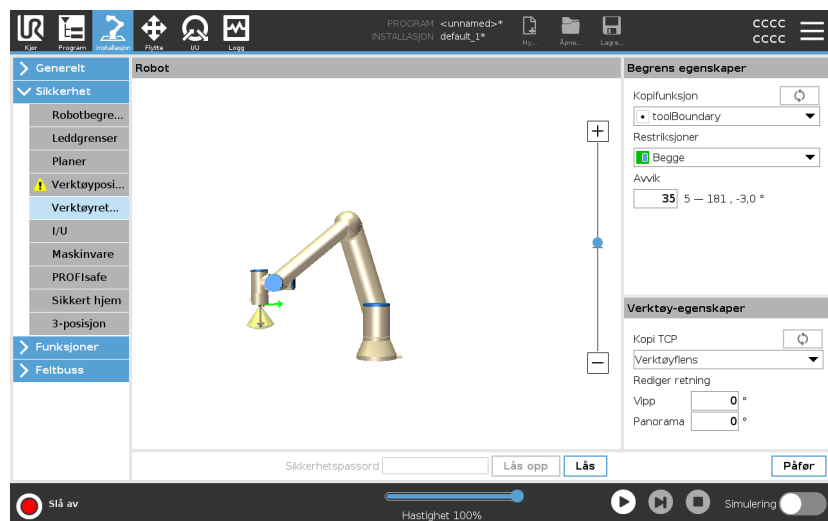 PROGRAM <unnamed>*
INSTALLASJON default_1*
Kjør
Program
Installasjon
Flytte
I/U
Logg
Ny...
Åpne...
Lagre...
CCCC
CCCC
Generelt
Sikkerhet
Robotbegre...
Leddgrenser
Planer
Verktøyposi...
Verktøyret...
I/U
Maskinvare
PROFIsafe
Sikkert hjem
3-posisjon
Funksjoner
Feltbuss
Robot
Begrens egenskaper
Kopifunksjon
toolBoundary
Restriksjoner
Begge
Avvik
35 5 — 181 , -3,0 °
Verktøy-egenskaper
Kopi TCP
Verktøyflens
Rediger retning
Vipp 0 °
Panorama 0 °
Sikkerhetspassord
Lås opp
Lås
Påfør
Slå av
Hastighet 100%
Simulering